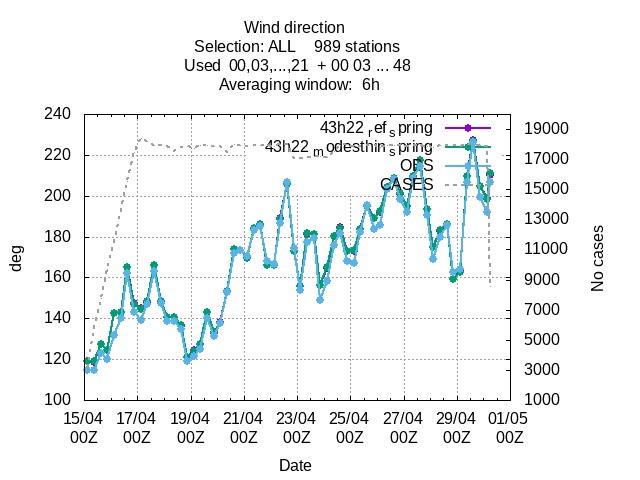 Wind direction
Selection: ALL 989 stations
Used 00,03,...,21 + 00 03 ... 48
Averaging window: 6h
240
220
200
180
160
140
120
100
deg
19000
17000
15000
13000
11000
9000
7000
5000
3000
1000
No cases
43h22_ref_spring
43h22_mydesthin_spring
OBS
CASES
15/04 17/04 19/04 21/04 23/04 25/04 27/04 29/04 01/05
00Z 00Z 00Z 00Z 00Z 00Z 00Z 00Z 00Z
Date